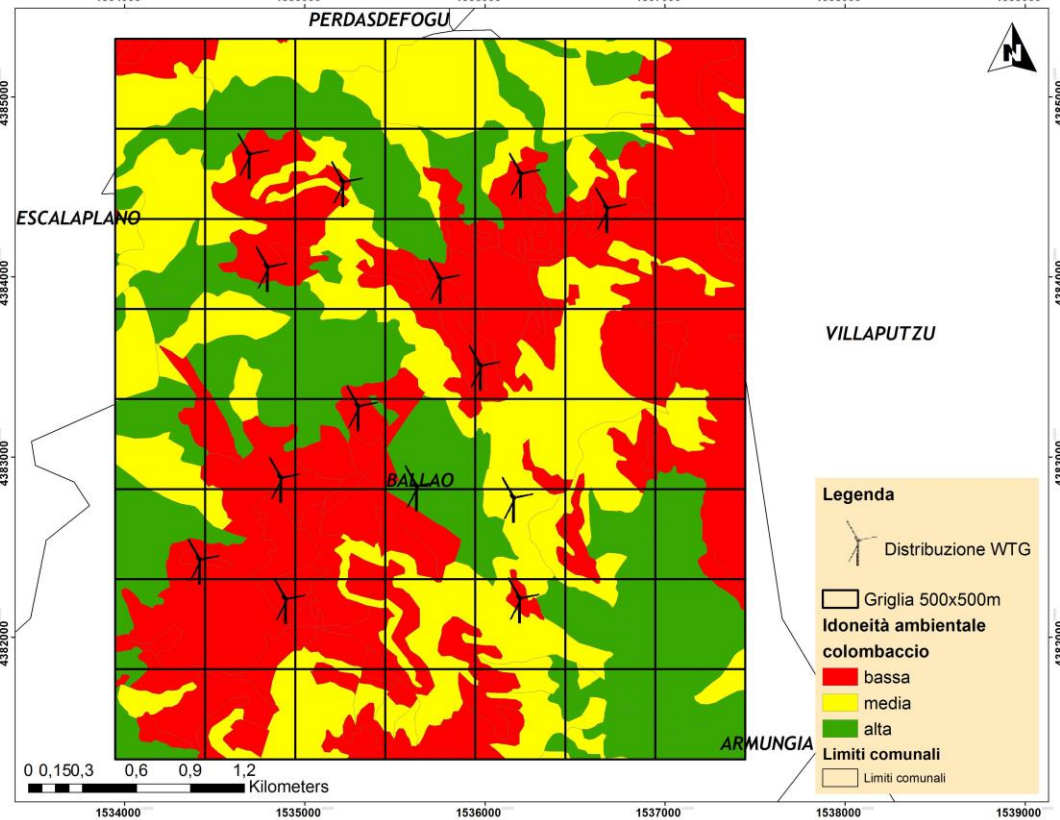 PERDASDEFOGU
N
ESCALAPLANO
VILLAPUTZU
BALLAO
ARMUNGIA
4385000
4384000
4383000
4382000
4384000
4383000
Legenda
Distribuzione WTG
Griglia 500x500m
Idoneità ambientale
colombaccio
bassa
media
alta
Limiti comunali
Limiti comunali
0 0,150,3 0,6 0,9 1,2
Kilometers
1534000 1535000 1536000 1537000 1538000 1539000